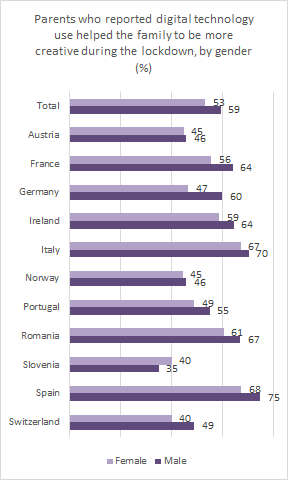 Parents who reported digital technology
use helped the family to be more
creative during the lockdown, by gender
(%)
Total 53 59
Austria 45 46
France 56 64
Germany 47 60
Ireland 59 64
Italy 67 70
Norway 45 46
Portugal 49 55
Romania 61 67
Slovenia 40 35
Spain 68 75
Switzerland 40 49
Female Male